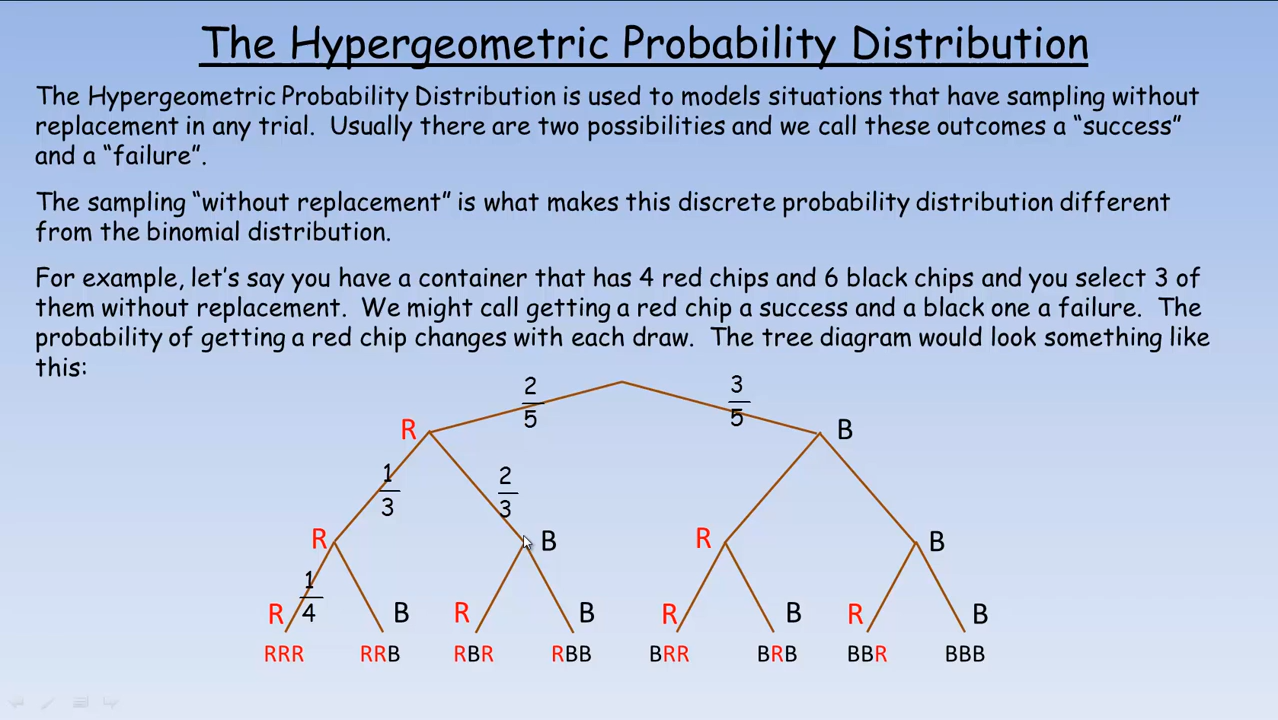 The Hypergeometric Probability Distribution
The Hypergeometric Probability Distribution is used to models situations that have sampling without
replacement in any trial. Usually there are two possibilities and we call these outcomes a “success”
and a “failure”.
The sampling “without replacement” is what makes this discrete probability distribution different
from the binomial distribution.
For example, let’s say you have a container that has 4 red chips and 6 black chips and you select 3 of
them without replacement. We might call getting a red chip a success and a black one a failure. The
probability of getting a red chip changes with each draw. The tree diagram would look something like
this:
2/5 3/5
R B
1/3 2/3
R B R B
1/4
R B R B R B R B
RRR RRB RBR RBB BRR BRB BBR BBB